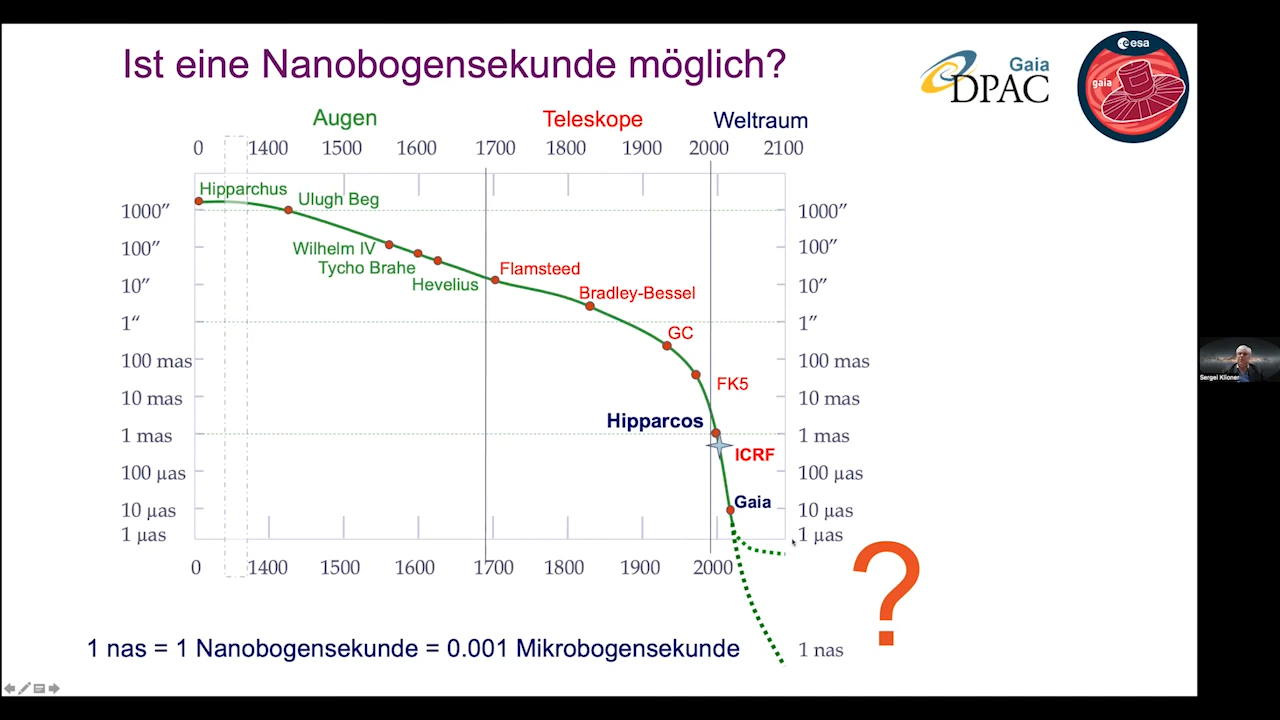 Ist eine Nanobogensekunde möglich?
Gaia
DPAC
esa
gaia
Augen
Teleskope
Weltraum
0 1400 1500 1600 1700 1800 1900 2000 2100
Hipparchus
Ulugh Beg
1000″ 1000″
Wilhelm IV
100″ 100″
Tycho Brahe
Flamsteed
Hevelius
10″ 10″
Bradley-Bessel
1“ 1″
GC
100 mas 100 mas
FK5
10 mas 10 mas
Hipparcos
1 mas 1 mas
ICRF
100 µas 100 µas
Gaia
10 µas 10 µas
1 µas 1 µas
0 1400 1500 1600 1700 1800 1900 2000
?
1 nas = 1 Nanobogensekunde = 0.001 Mikrobogensekunde
1 nas
Sergei Klioner